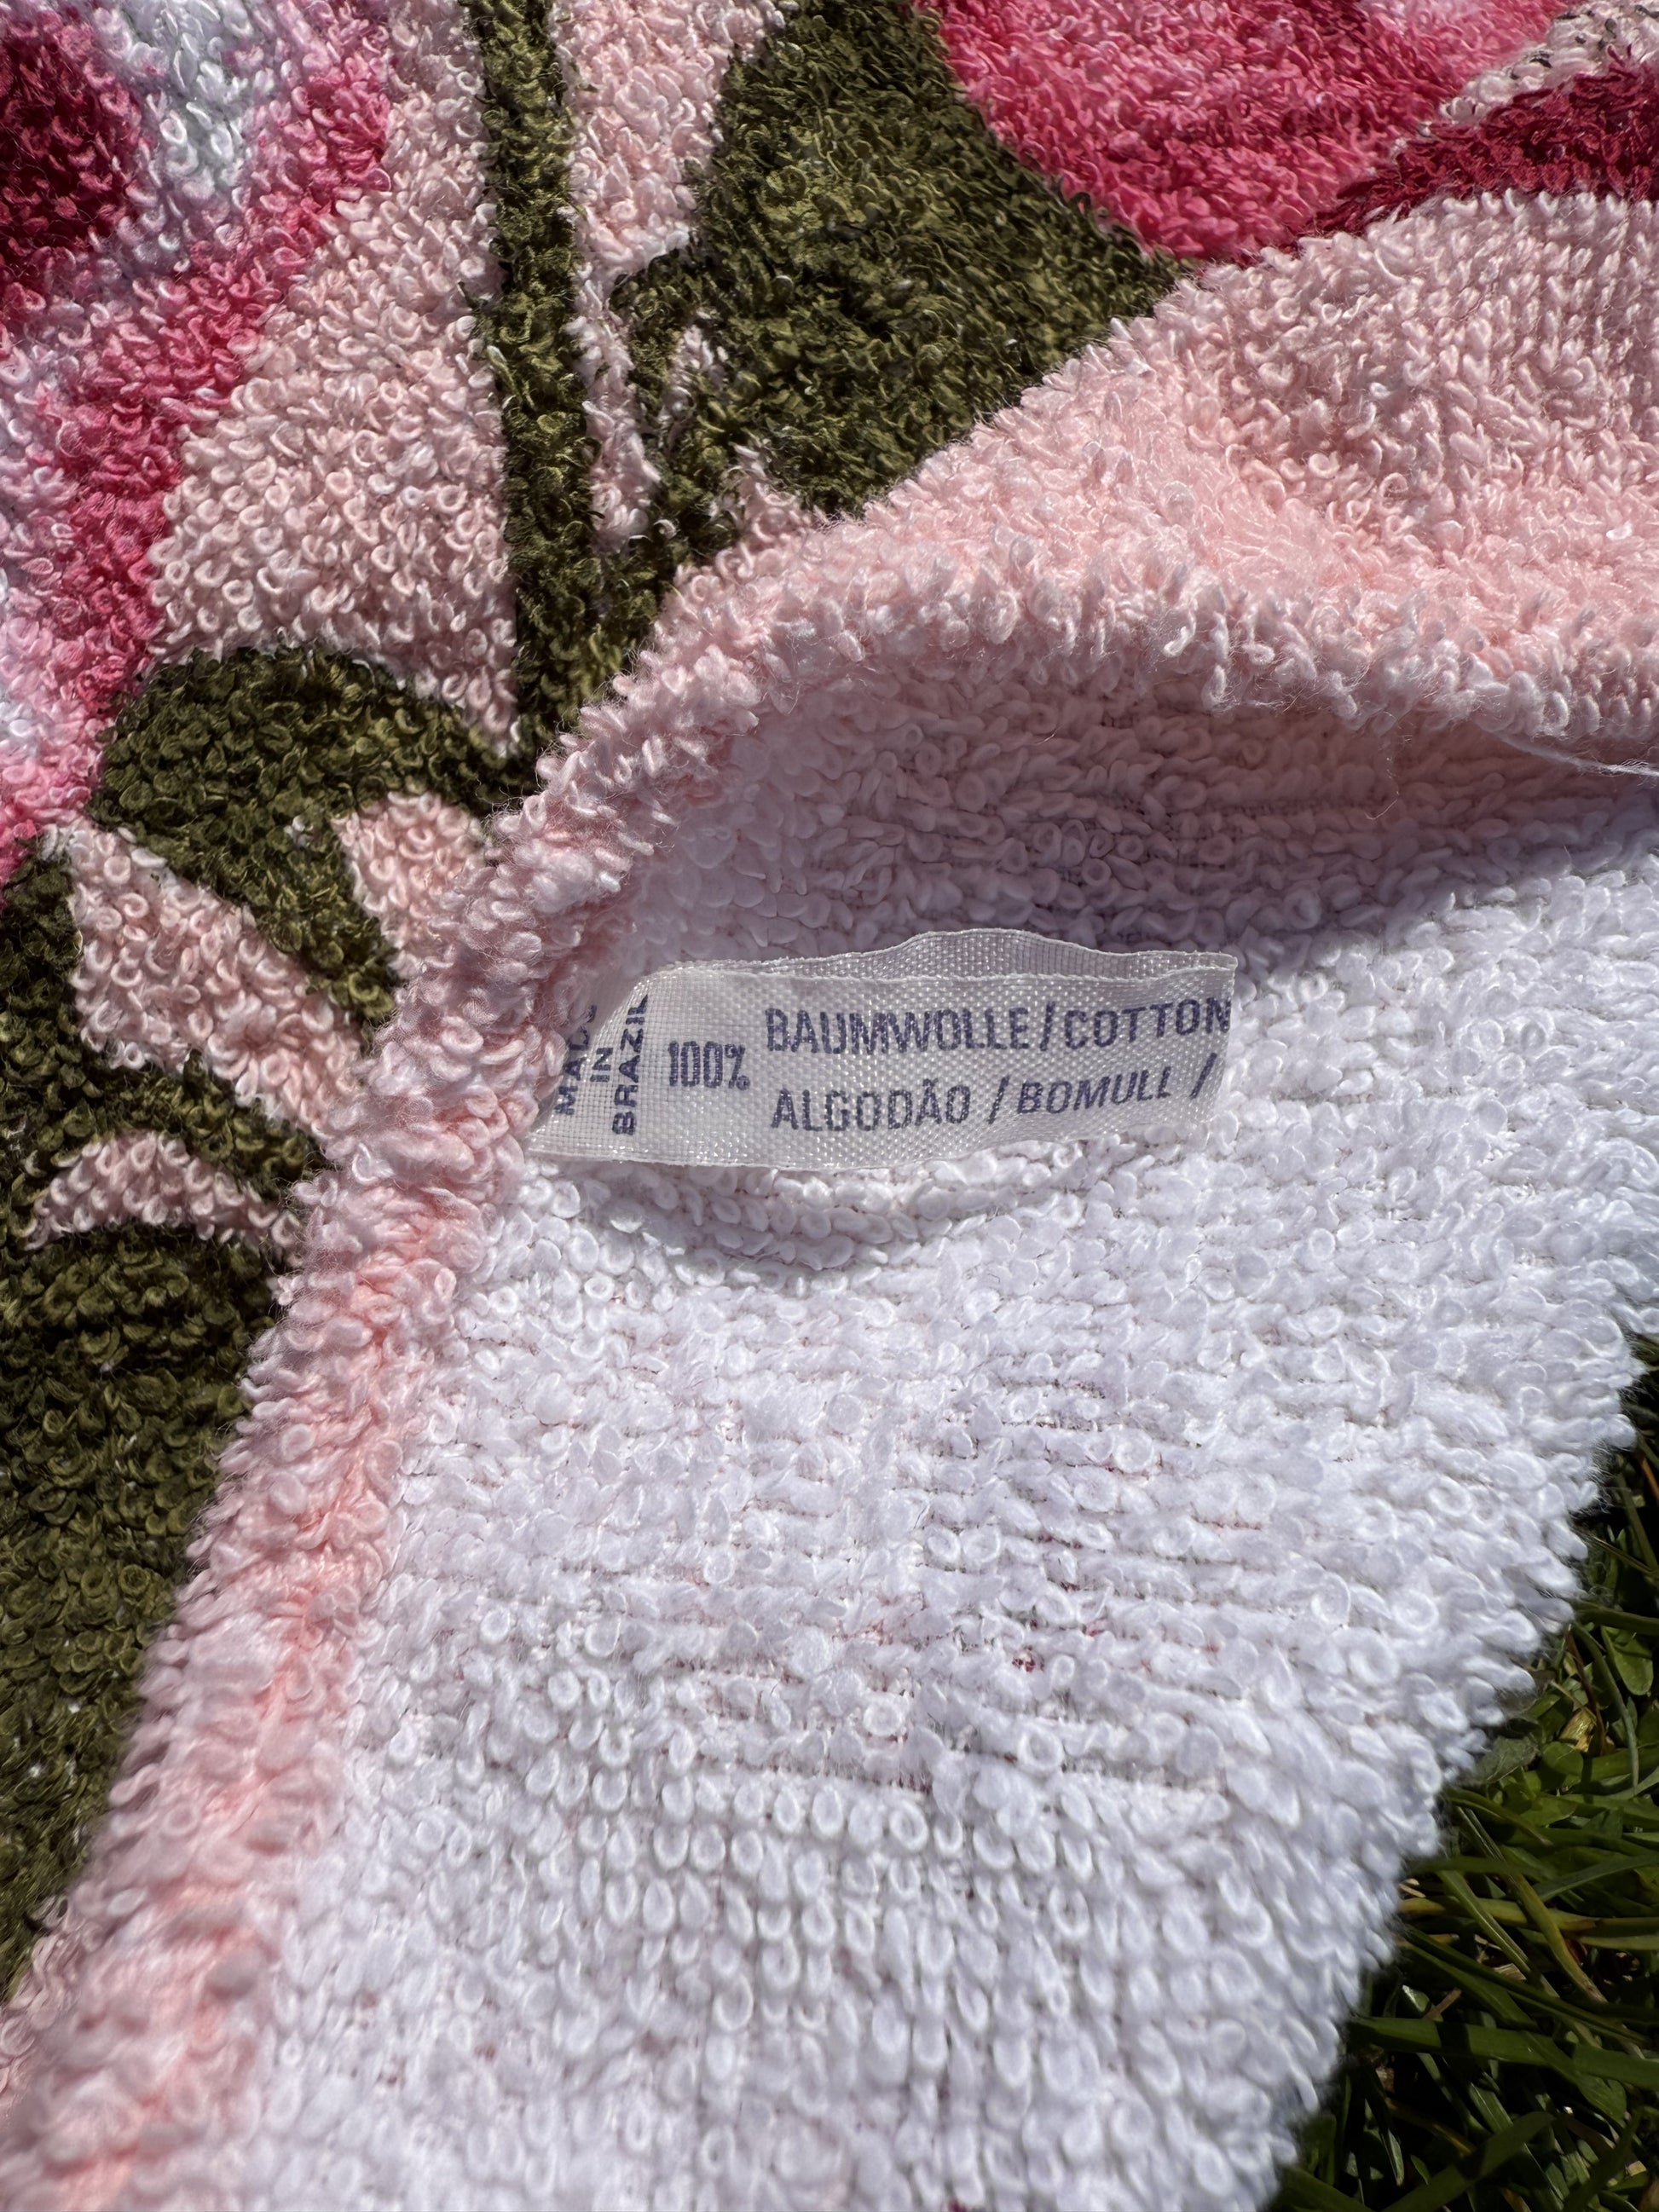 MADE
IN
BRAZIL
100%
BAUMWOLLE/COTTON
ALGODÃO / BOMULL /